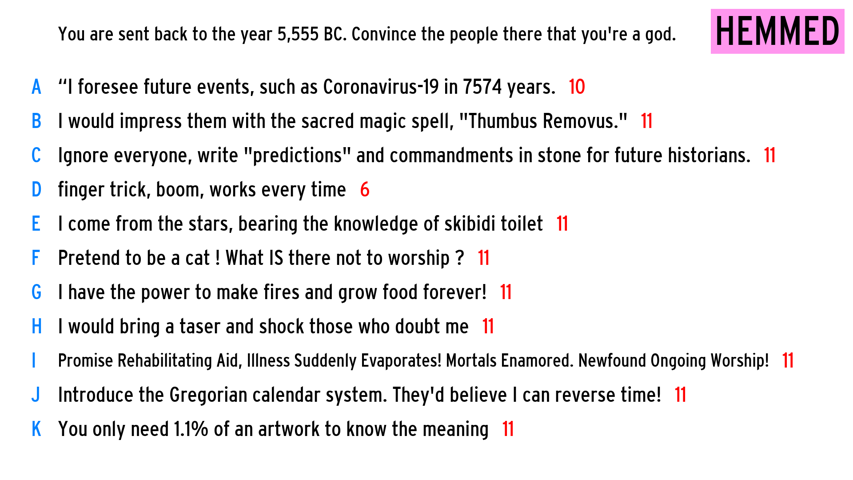 You are sent back to the year 5,555 BC. Convince the people there that you're a god.
HEMMED
A “I foresee future events, such as Coronavirus-19 in 7574 years. 10
B I would impress them with the sacred magic spell, "Thumbus Removus." 11
C Ignore everyone, write "predictions" and commandments in stone for future historians. 11
D finger trick, boom, works every time 6
E I come from the stars, bearing the knowledge of skibidi toilet 11
F Pretend to be a cat ! What IS there not to worship ? 11
G I have the power to make fires and grow food forever! 11
H I would bring a taser and shock those who doubt me 11
I Promise Rehabilitating Aid, Illness Suddenly Evaporates! Mortals Enamored. Newfound Ongoing Worship! 11
J Introduce the Gregorian calendar system. They'd believe I can reverse time! 11
K You only need 1.1% of an artwork to know the meaning 11